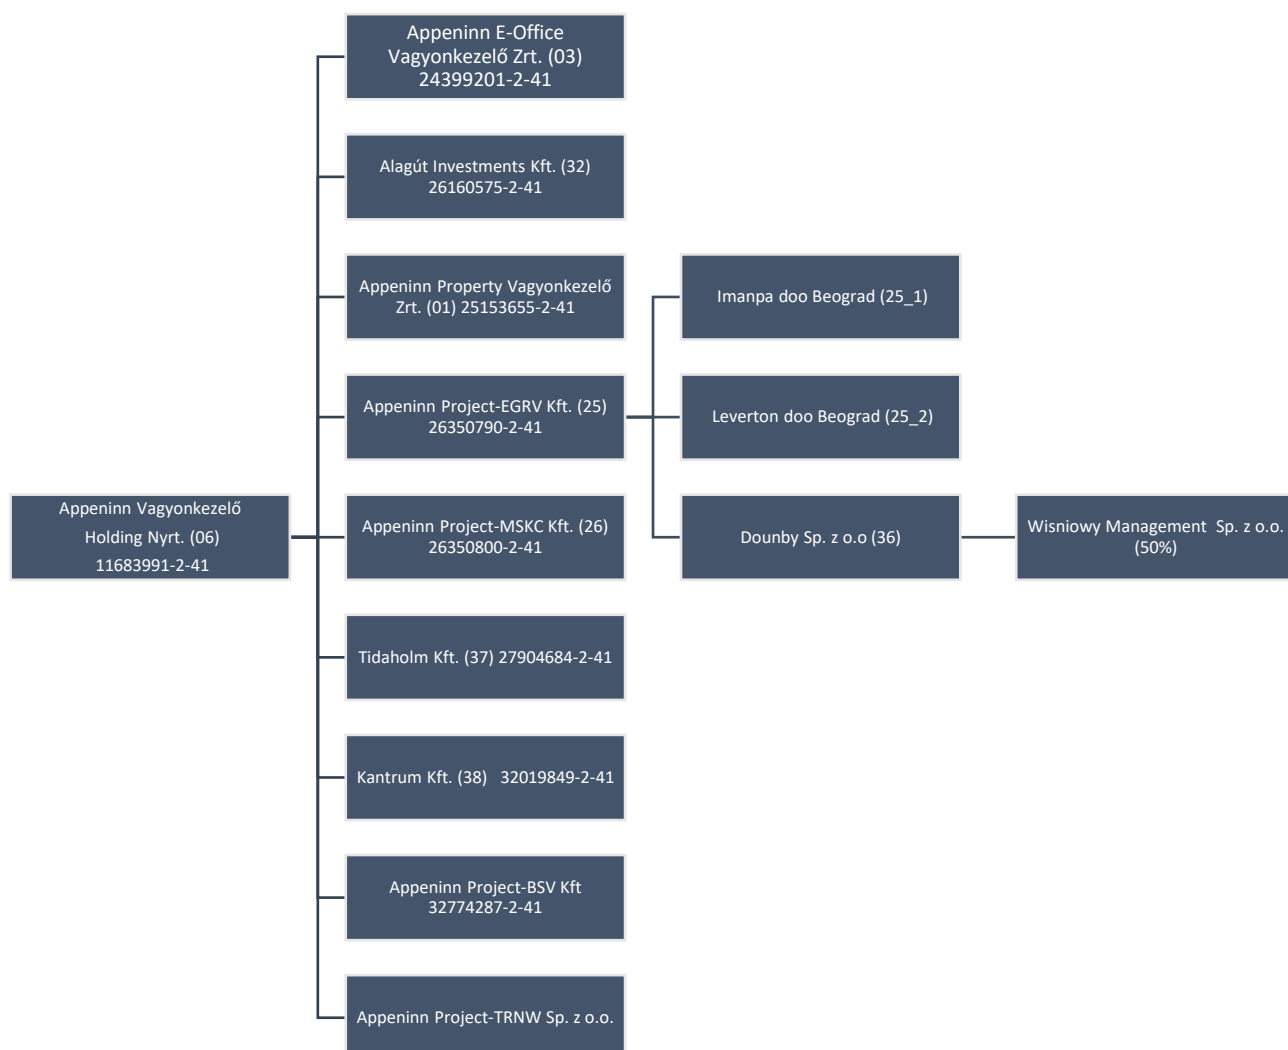 Appeninn E-Office
Vagyonkezelő Zrt. (03)
24399201-2-41
Alagút Investments Kft. (32)
26160575-2-41
Appeninn Property Vagyonkezelő
Zrt. (01) 25153655-2-41
Imanpa doo Beograd (25_1)
Appeninn Project-EGRV Kft. (25)
26350790-2-41
Leverton doo Beograd (25_2)
Appeninn Vagyonkezelő
Holding Nyrt. (06)
11683991-2-41
Appeninn Project-MSKC Kft. (26)
26350800-2-41
Dounby Sp. z o.o (36)
Wisniowy Management Sp. z o.o.
(50%)
Tidaholm Kft. (37) 27904684-2-41
Kantrum Kft. (38) 32019849-2-41
Appeninn Project-BSV Kft
32774287-2-41
Appeninn Project-TRNW Sp. z o.o.